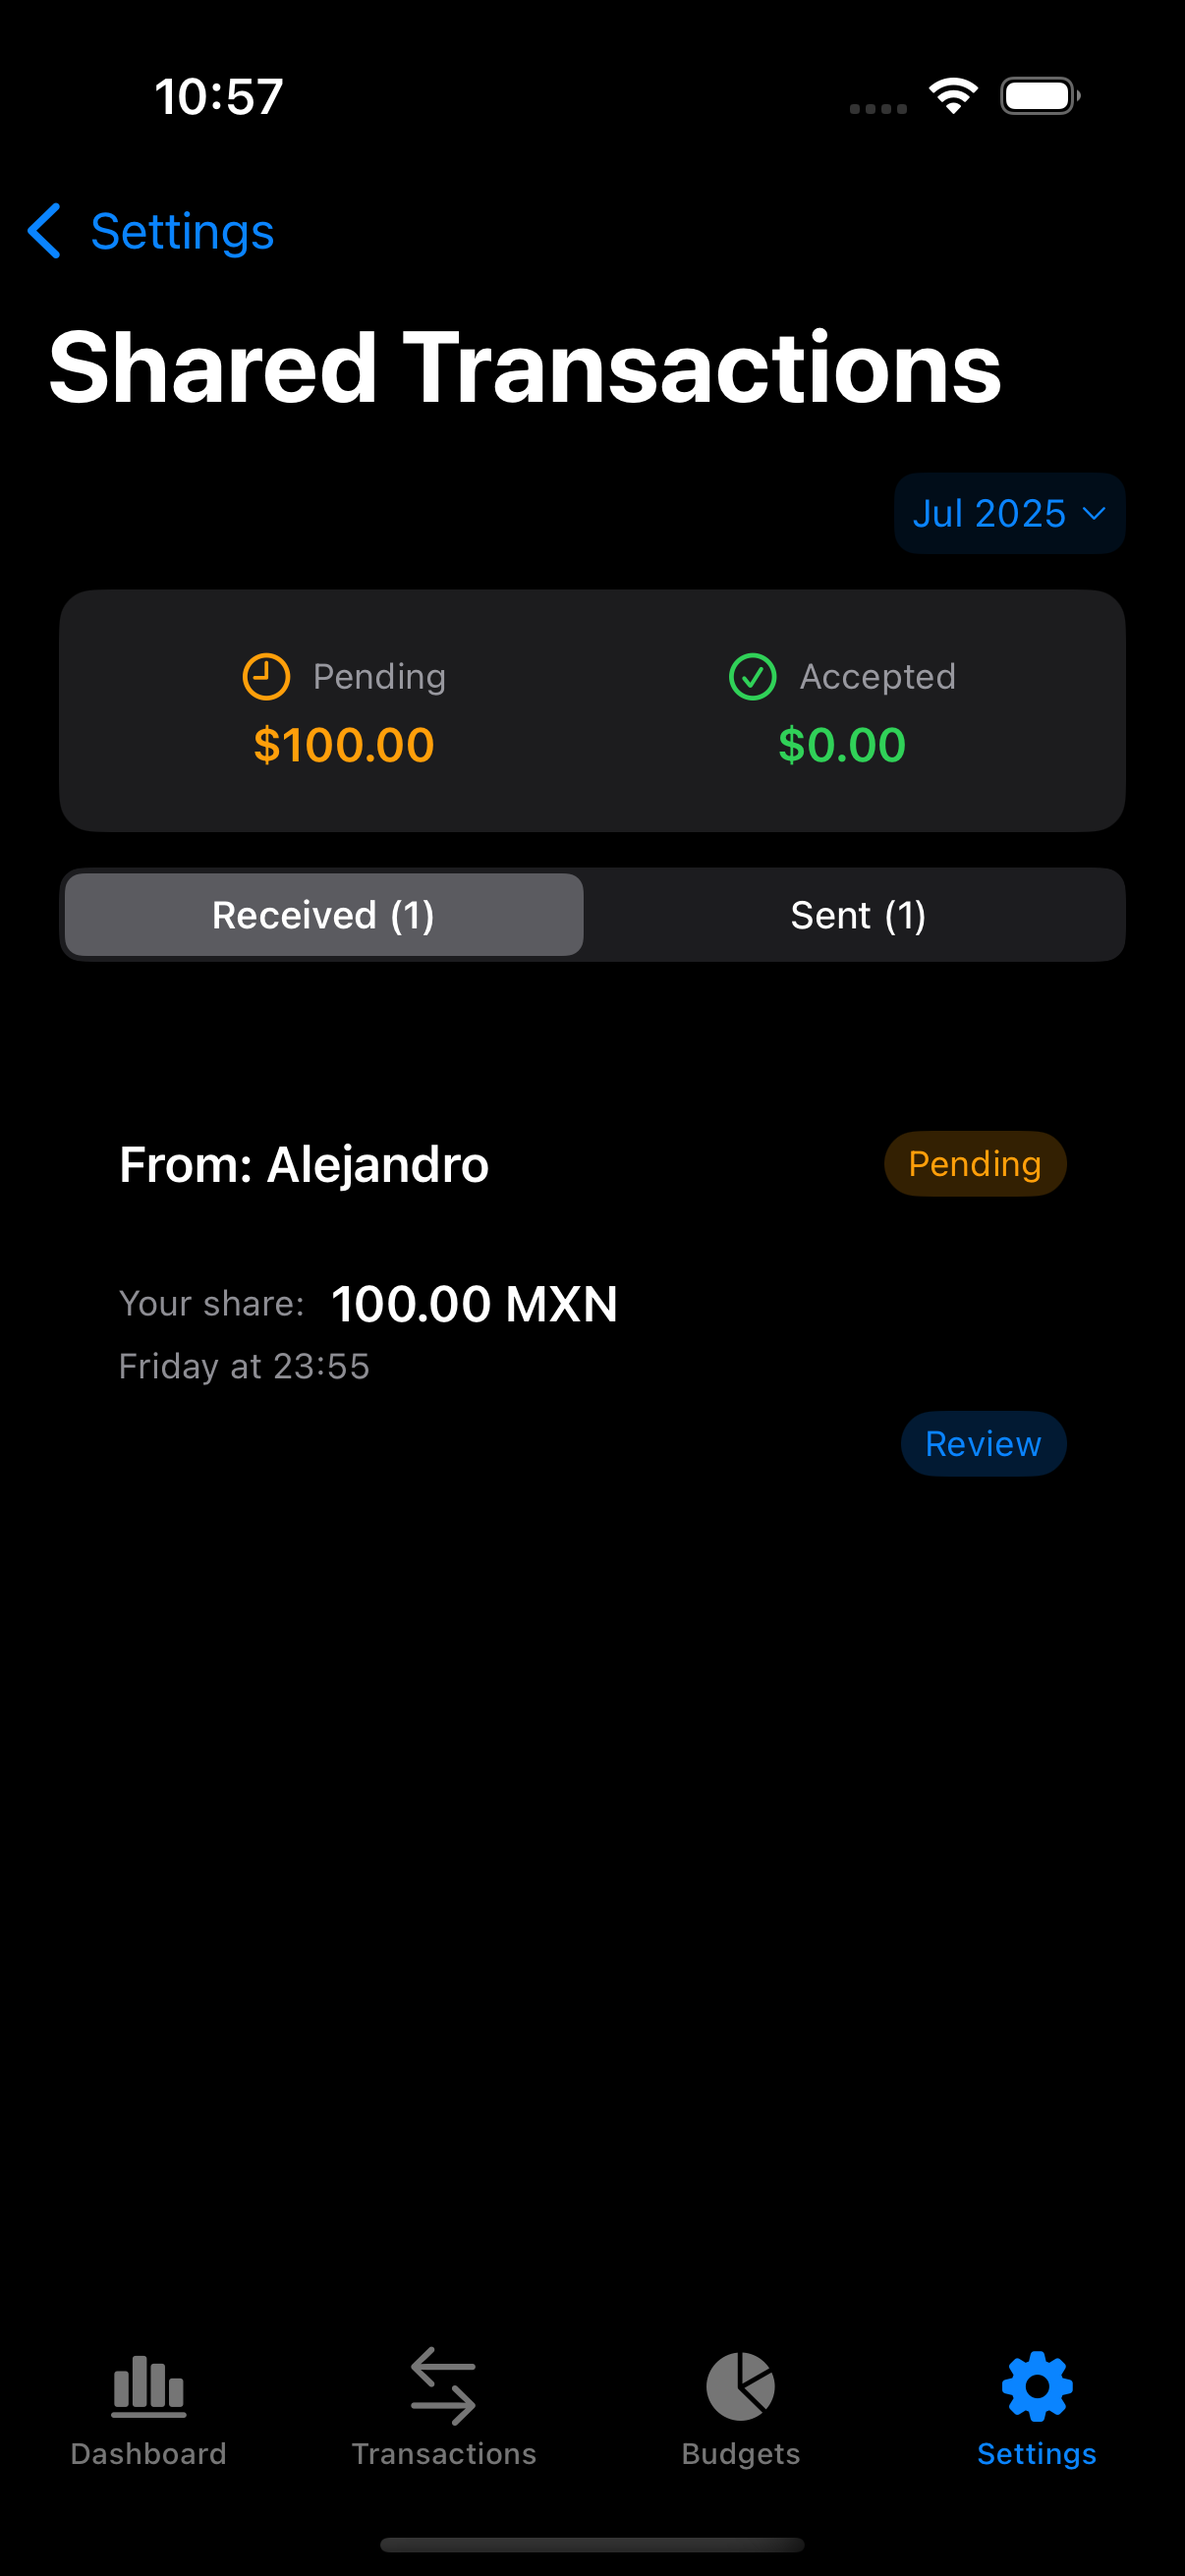 10:57
Settings
Shared Transactions
Jul 2025
Pending
Accepted
$100.00
$0.00
Received (1)
Sent (1)
From: Alejandro
Pending
Your share: 100.00 MXN
Friday at 23:55
Review
Dashboard
Transactions
Budgets
Settings